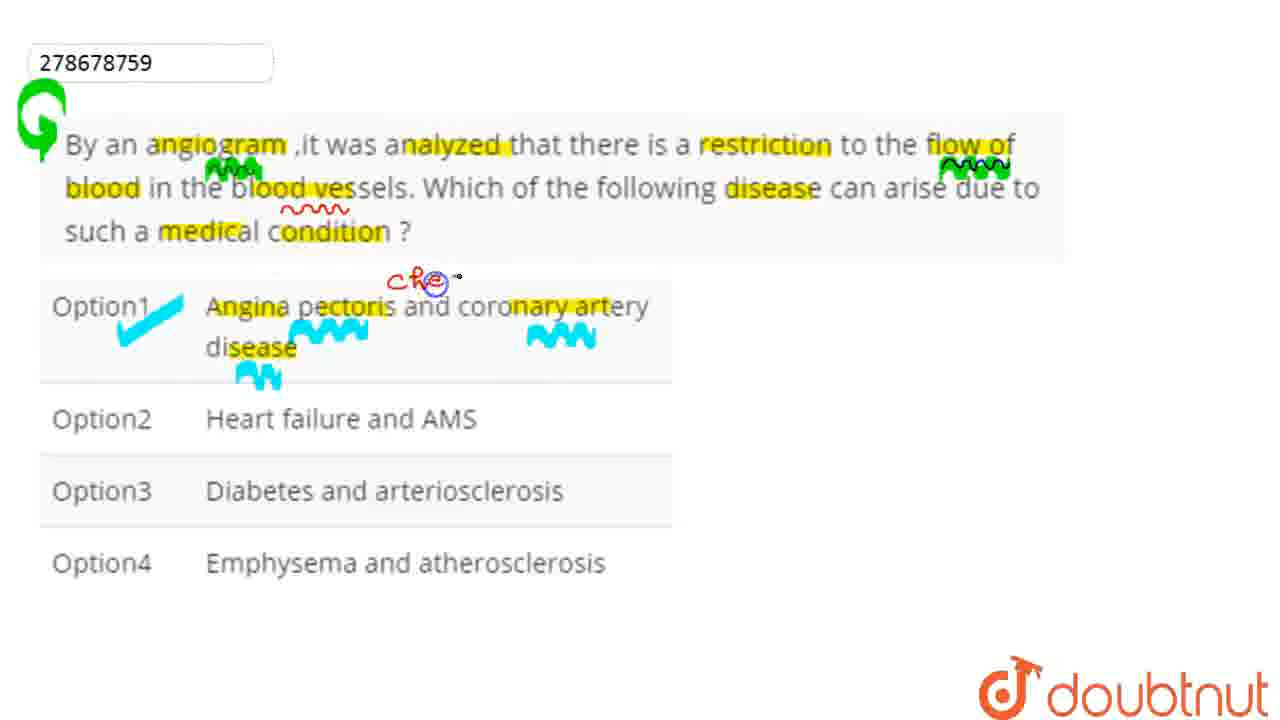 278678759
By an angiogram ,it was analyzed that there is a restriction to the flow of
blood in the blood vessels. Which of the following disease can arise due to
such a medical condition ?
che
Option1 Angina pectoris and coronary artery
disease
Option2 Heart failure and AMS
Option3 Diabetes and arteriosclerosis
Option4 Emphysema and atherosclerosis
doubtnut